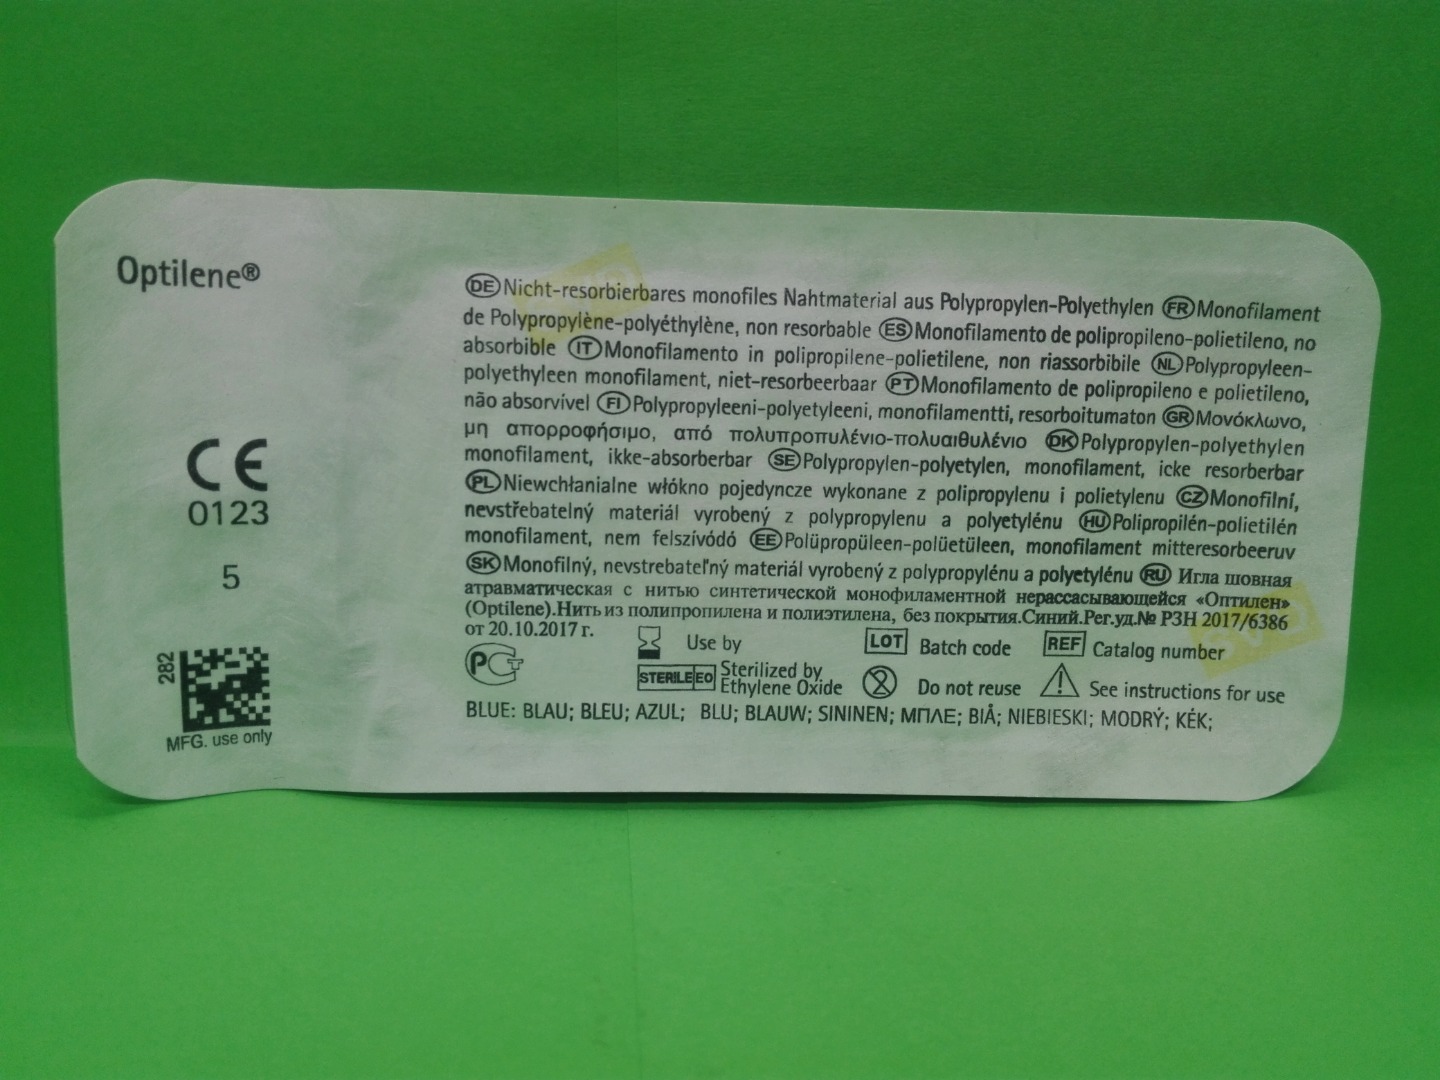 Optilene®
CE
0123
5
282
MFG. use only
DE Nicht-resorbierbares monofiles Nahtmaterial aus Polypropylen-Polyethylen FR Monofilament
de Polypropylène-polyéthylène, non resorbable ES Monofilamento de polipropileno-polietileno, no
absorbible IT Monofilamento in polipropilene-polietilene, non riassorbibile NL Polypropyleen-
polyethyleen monofilament, niet-resorbeerbaar PT Monofilamento de polipropileno e polietileno,
não absorvível FI Polypropyleeni-polyetyleeni, monofilamentti, resorboitumaton GR Μονόκλωνο,
μη απορροφήσιμο, από πολυπροπυλένιο-πολυαιθυλένιο DK Polypropylen-polyethylen
monofilament, ikke-absorberbar SE Polypropylen-polyetylen, monofilament, icke resorberbar
PL Niewchłanialne włókno pojedyncze wykonane z polipropylenu i polietylenu CZ Monofilní,
nevstřebatelný materiál vyrobený z polypropylenu a polyetylénu HU Polipropilén-polietilén
monofilament, nem felszívódó EE Polüpropüleen-polüetüleen, monofilament mitteresorbeeruv
SK Monofilný, nevstrebateľný materiál vyrobený z polypropylénu a polyetylénu RU Игла шовная
атравматическая с нитью синтетической монофиламентной нерассасывающейся «Оптилен»
(Optilene).Нить из полипропилена и полиэтилена, без покрытия.Синий.Рег.уд.№ РЗН 2017/6386
от 20.10.2017 г.
Use by LOT Batch code REF Catalog number
РСТ STERILE EO Sterilized by
Ethylene Oxide 2 Do not reuse See instructions for use
BLUE: BLAU; BLEU; AZUL; BLU; BLAUW; SININEN; ΜΠΛΕ; BIÅ; NIEBIESKI; MODRÝ; KÉK;